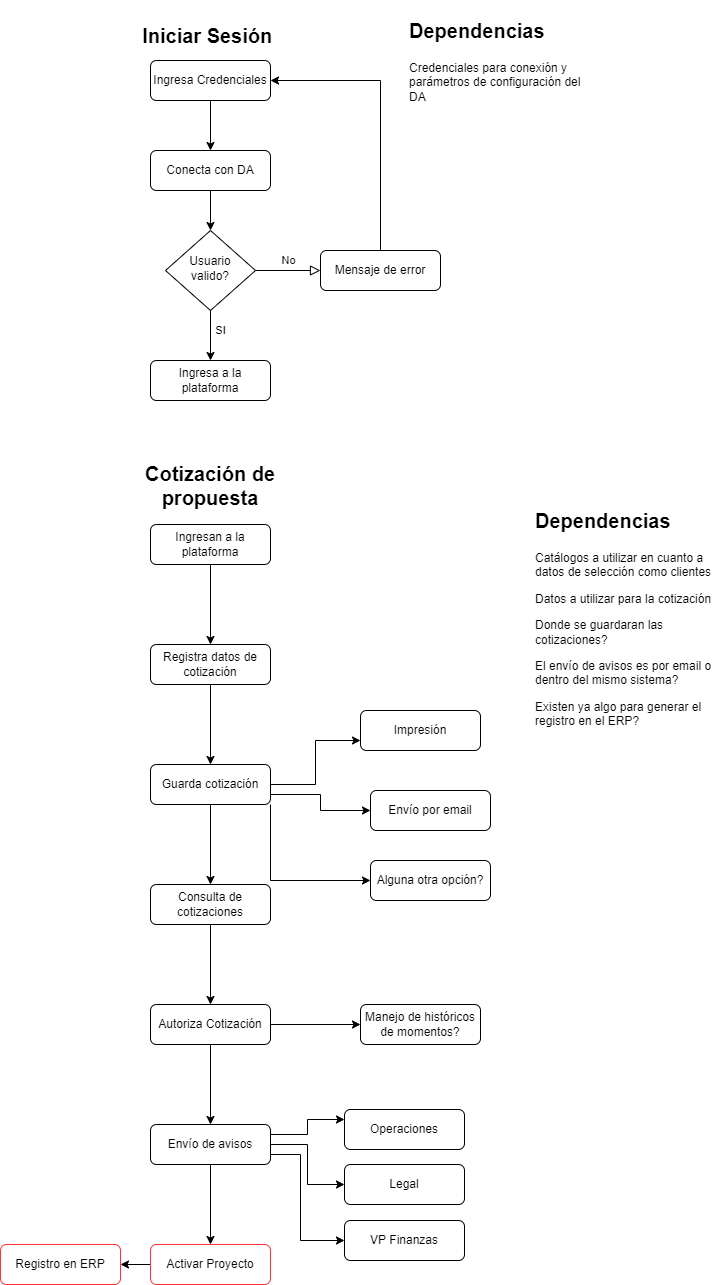 Iniciar Sesión
Dependencias
Credenciales para conexión y
parámetros de configuración del
DA
Ingresa Credenciales
Conecta con DA
Usuario
valido?
No
Mensaje de error
SI
Ingresa a la
plataforma
Cotización de
propuesta
Dependencias
Catálogos a utilizar en cuanto a
datos de selección como clientes
Datos a utilizar para la cotización
Donde se guardaran las
cotizaciones?
El envío de avisos es por email o
dentro del mismo sistema?
Existen ya algo para generar el
registro en el ERP?
Ingresan a la
plataforma
Registra datos de
cotización
Guarda cotización
Impresión
Envío por email
Alguna otra opción?
Consulta de
cotizaciones
Autoriza Cotización
Manejo de históricos
de momentos?
Envío de avisos
Operaciones
Legal
VP Finanzas
Registro en ERP
Activar Proyecto